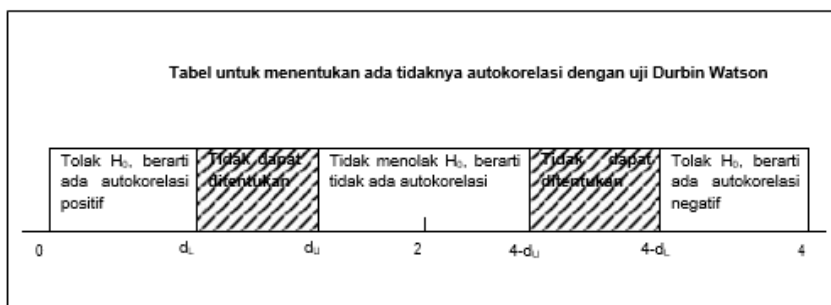 Tabel untuk menentukan ada tidaknya autokorelasi dengan uji Durbin Watson
Tolak H₀, berarti
ada autokorelasi
positif
Tidak dapat
ditentukan
Tidak menolak H₀, berarti
tidak ada autokorelasi
Tidak dapat
ditentukan
Tolak H₀, berarti
ada autokorelasi
negatif
0 dL dU 2 4-dU 4-dL 4